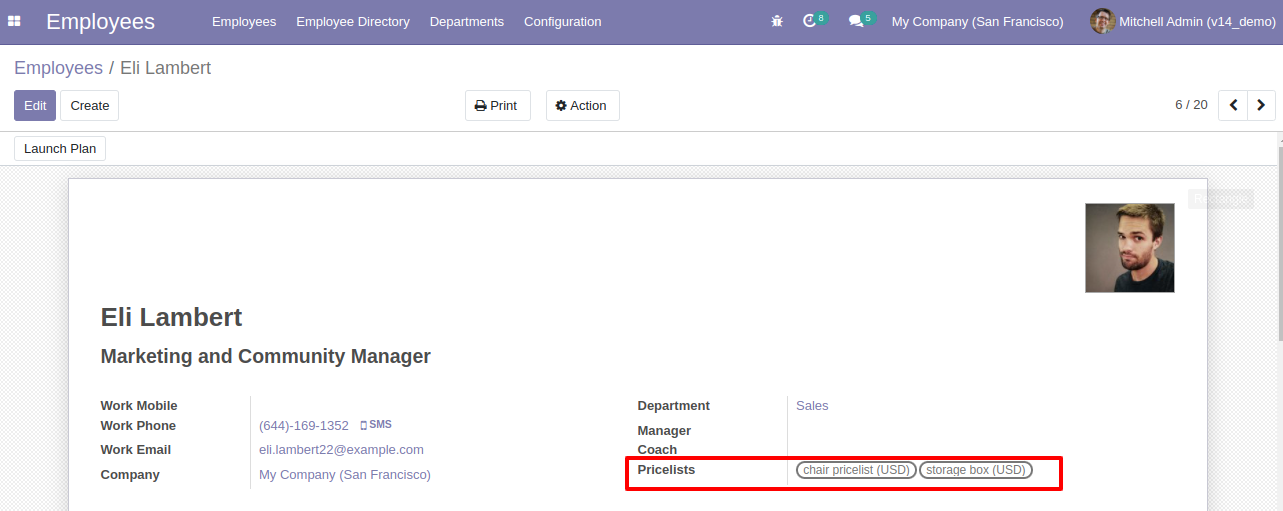 Employees Employees Employee Directory Departments Configuration 8 5 My Company (San Francisco) Mitchell Admin (v14_demo)
Employees / Eli Lambert
Edit Create Print Action 6 / 20
Launch Plan
Rectangle
Eli Lambert
Marketing and Community Manager
Work Mobile
Work Phone (644)-169-1352 SMS
Work Email eli.lambert22@example.com
Company My Company (San Francisco)
Department Sales
Manager
Coach
Pricelists chair pricelist (USD) storage box (USD)